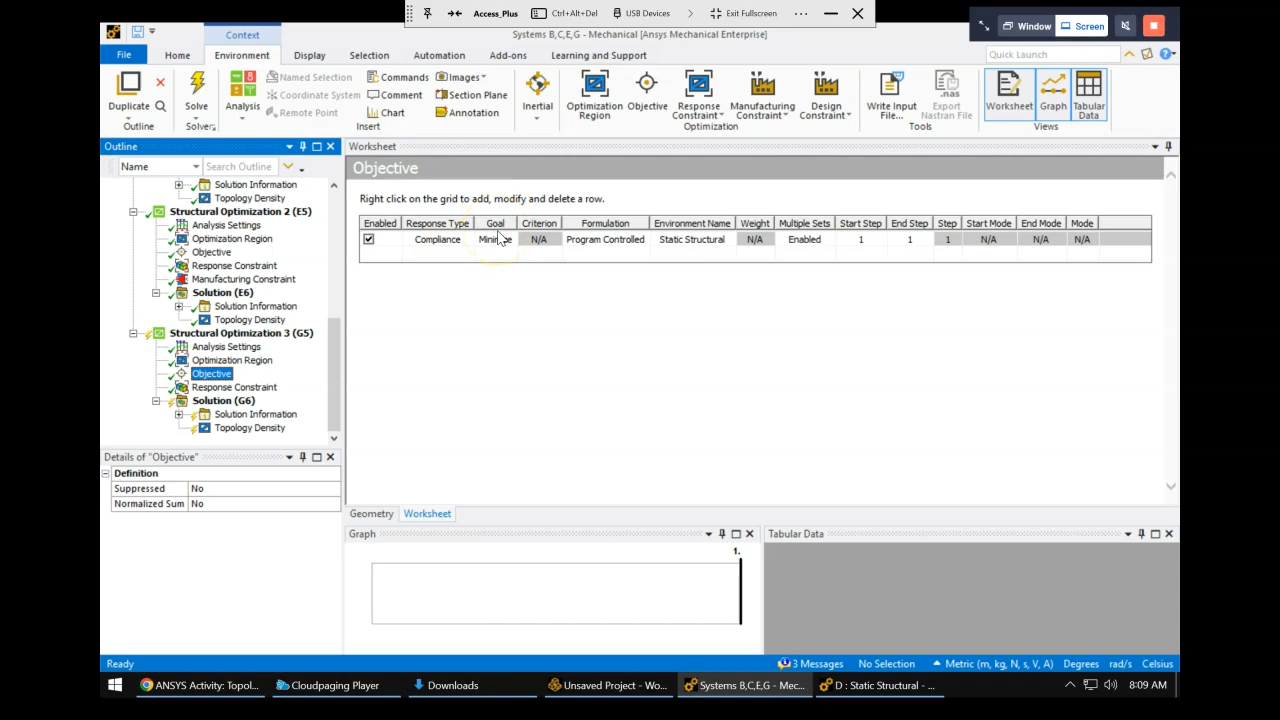 Access_Plus
Ctrl+Alt+Del
USB Devices
Exit Fullscreen
Window
Screen
Context
Systems B,C,E,G - Mechanical [Ansys Mechanical Enterprise]
File
Home
Environment
Display
Selection
Automation
Add-ons
Learning and Support
Quick Launch
Duplicate
Outline
Solve
Solver
Analysis
Named Selection
Coordinate System
Remote Point
Commands
Comment
Chart
Images
Section Plane
Annotation
Insert
Inertial
Optimization Region
Objective
Response Constraint
Manufacturing Constraint
Design Constraint
Optimization
Write Input File...
Export Nastran File
Tools
Worksheet
Graph
Tabular Data
Views
Outline
Name
Search Outline
Solution Information
Topology Density
Structural Optimization 2 (E5)
Analysis Settings
Optimization Region
Objective
Response Constraint
Manufacturing Constraint
Solution (E6)
Solution Information
Topology Density
Structural Optimization 3 (G5)
Analysis Settings
Optimization Region
Objective
Response Constraint
Solution (G6)
Solution Information
Topology Density
Details of "Objective"
Definition
Suppressed No
Normalized Sum No
Worksheet
Objective
Right click on the grid to add, modify and delete a row.
Enabled Response Type Goal Criterion Formulation Environment Name Weight Multiple Sets Start Step End Step Step Start Mode End Mode Mode
Compliance N/A Program Controlled Static Structural N/A Enabled 1 1 1 N/A N/A N/A
Geometry
Worksheet
Graph
1.
Tabular Data
Ready
3 Messages
No Selection
Metric (m, kg, N, s, V, A)
Degrees
rad/s
Celsius
ANSYS Activity: Topol...
Cloudpaging Player
Downloads
Unsaved Project - Wo...
Systems B,C,E,G - Mec...
D : Static Structural - ...
8:09 AM